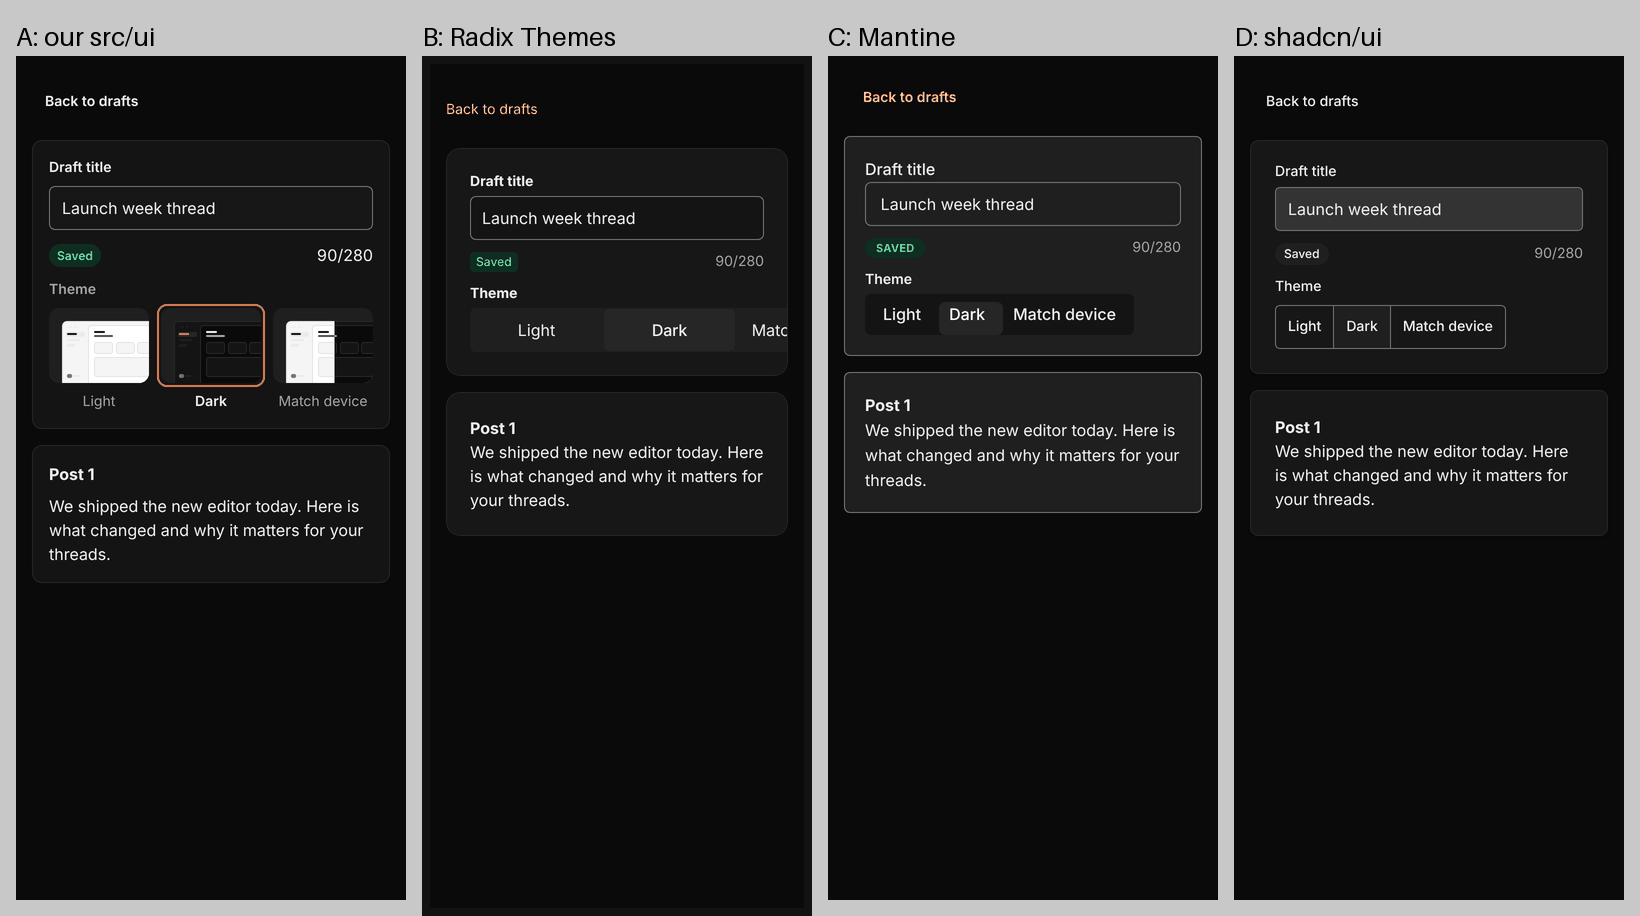 A: our src/ui
Back to drafts
Draft title
Launch week thread
Saved
90/280
Theme
Light
Dark
Match device
Post 1
We shipped the new editor today. Here is
what changed and why it matters for your
threads.
B: Radix Themes
Back to drafts
Draft title
Launch week thread
Saved
90/280
Theme
Light
Dark
Matc
Post 1
We shipped the new editor today. Here
is what changed and why it matters for
your threads.
C: Mantine
Back to drafts
Draft title
Launch week thread
SAVED
90/280
Theme
Light
Dark
Match device
Post 1
We shipped the new editor today. Here is
what changed and why it matters for your
threads.
D: shadcn/ui
Back to drafts
Draft title
Launch week thread
Saved
90/280
Theme
Light
Dark
Match device
Post 1
We shipped the new editor today. Here
is what changed and why it matters for
your threads.